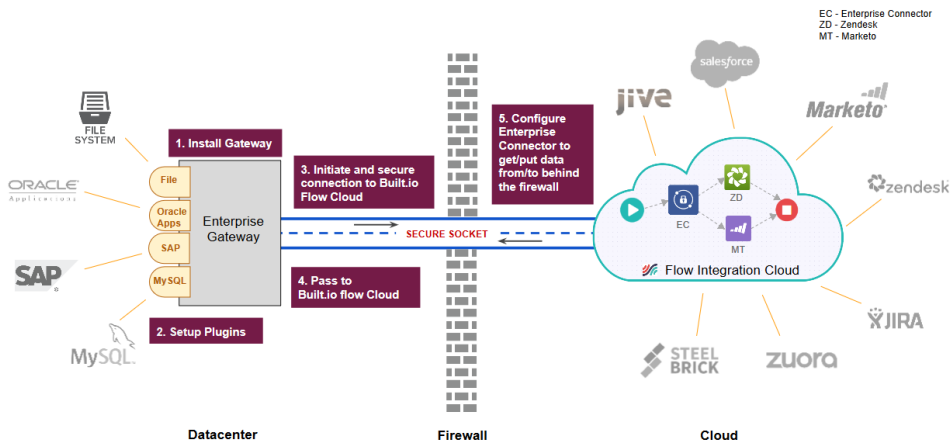 EC - Enterprise Connector
ZD - Zendesk
MT - Marketo
salesforce
jive
Marketo
FILE
SYSTEM
1. Install Gateway
3. Initiate and secure
connection to Built.io
Flow Cloud
5. Configure
Enterprise
Connector to
get/put data
from/to behind
the firewall
ORACLE
Applications
File
Oracle
Apps
SAP
MySQL
Enterprise
Gateway
SECURE SOCKET
ZD
EC
MT
Flow Integration Cloud
zendesk
SAP
4. Pass to
Built.io flow Cloud
2. Setup Plugins
MySQL
JIRA
STEEL
BRICK
zuora
Datacenter
Firewall
Cloud